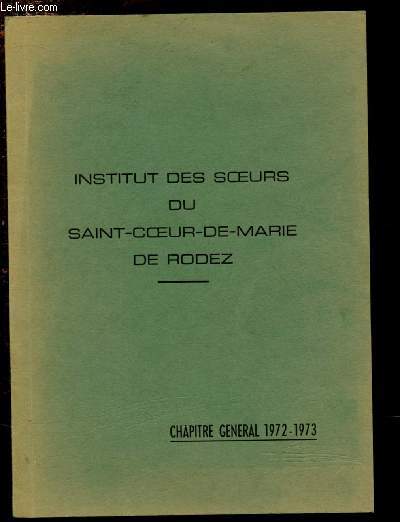 Le-livre.com
INSTITUT DES SŒURS
DU
SAINT-CŒUR-DE-MARIE
DE RODEZ
CHAPITRE GENERAL 1972-1973